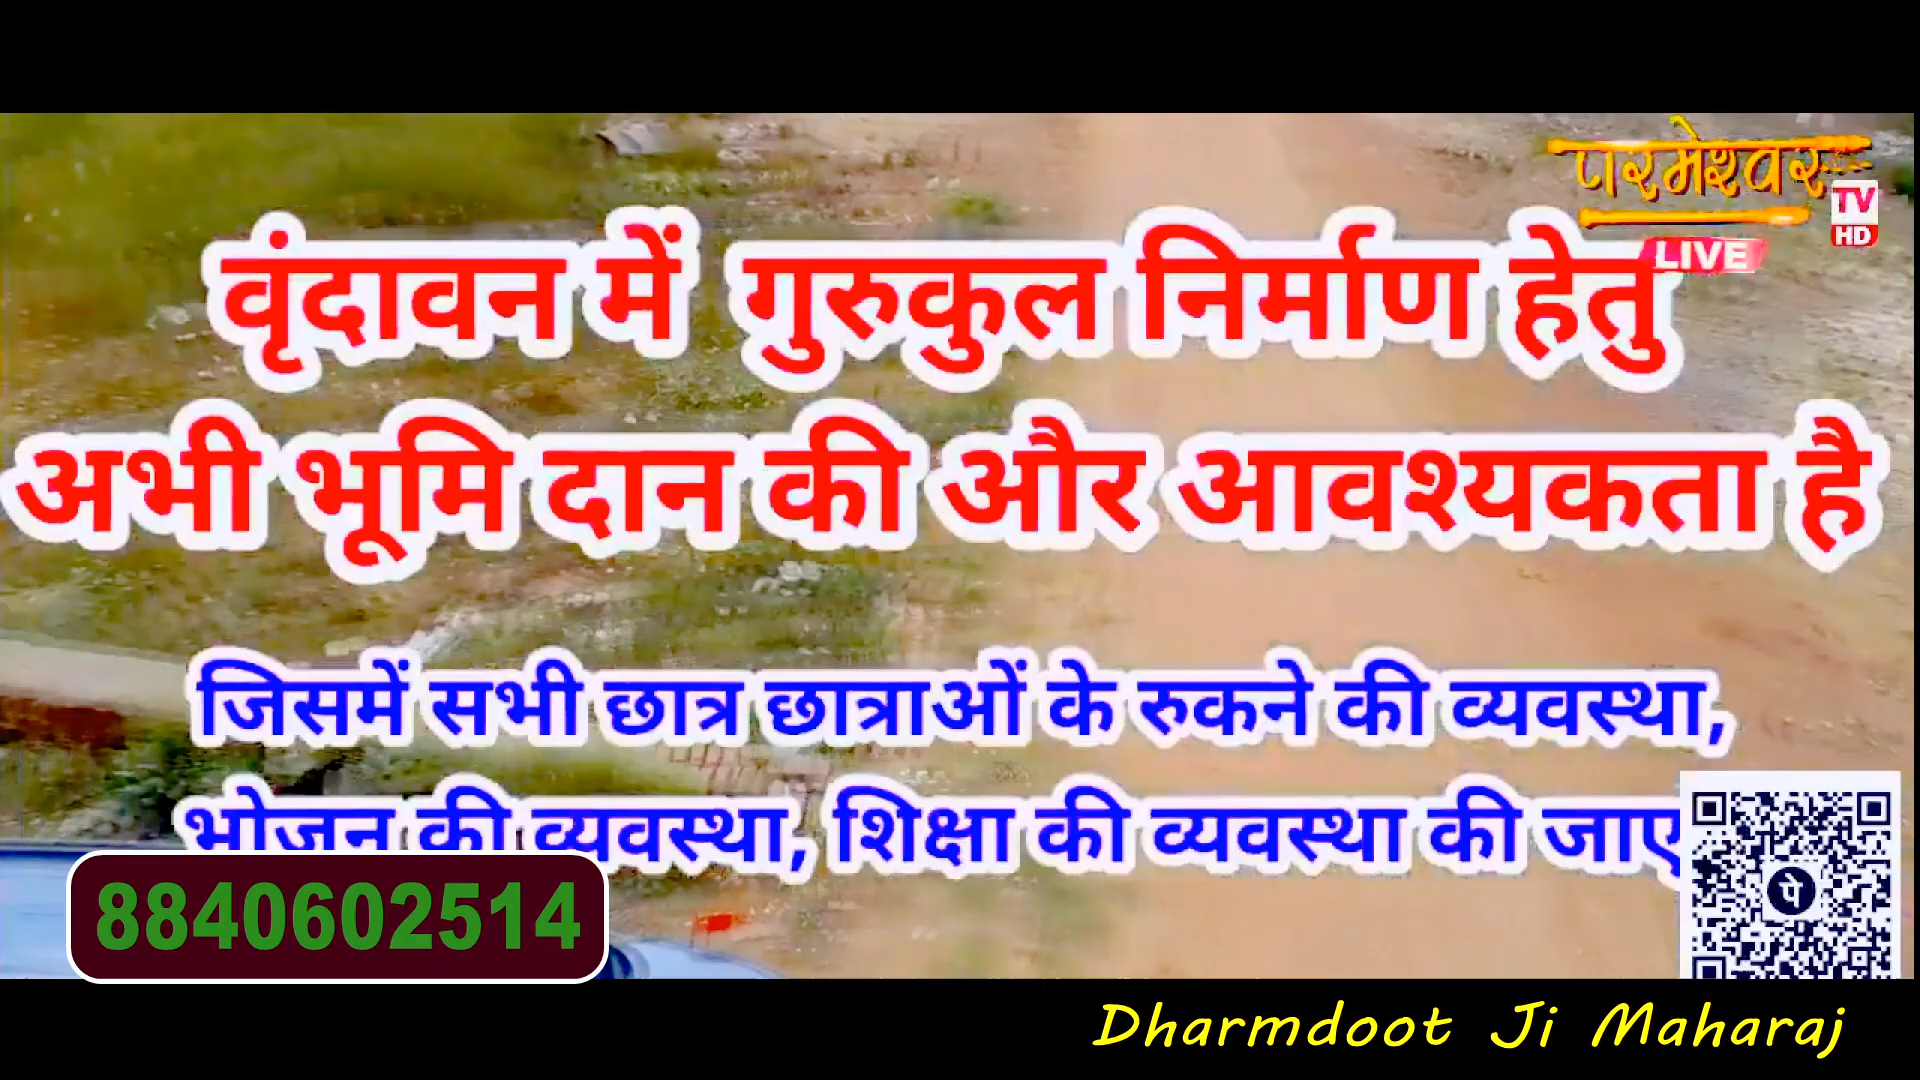 परमेश्वर
TV
HD
LIVE
वृंदावन में गुरुकुल निर्माण हेतु
अभी भूमि दान की और आवश्यकता है
जिसमें सभी छात्र छात्राओं के रुकने की व्यवस्था,
भोजन की व्यवस्था, शिक्षा की व्यवस्था की जाए
8840602514
पे
Dharmdoot Ji Maharaj